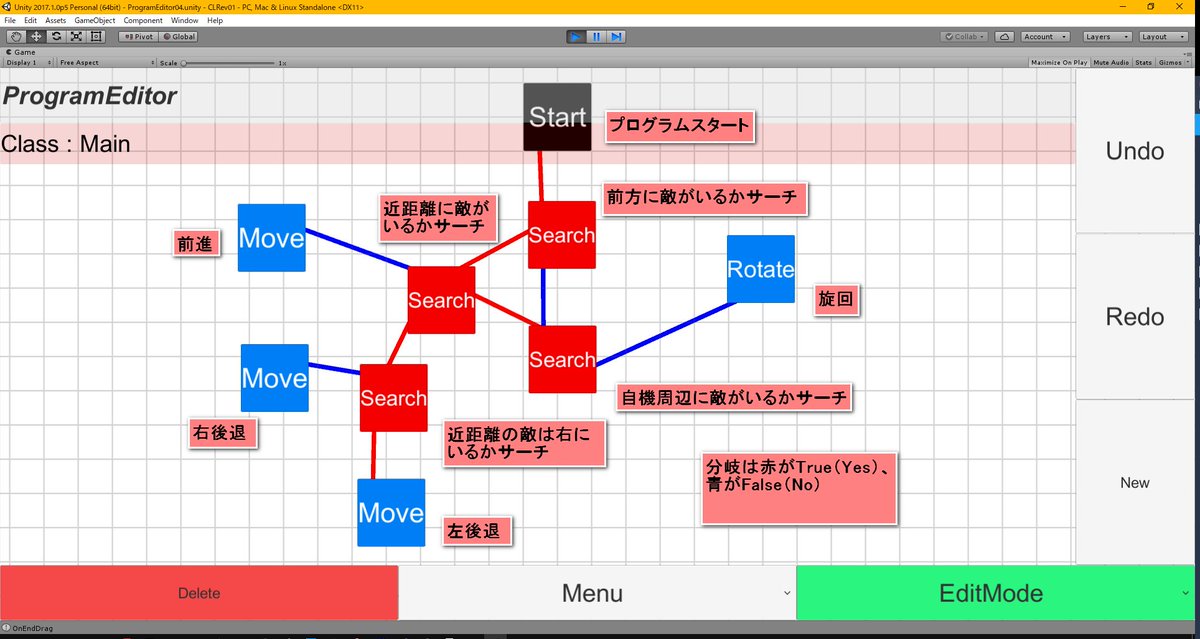 Unity 2017.1.0p5 Personal (64bit) - ProgramEditor04.unity - CLRev01 - PC, Mac & Linux Standalone <DX11>
File Edit Assets GameObject Component Window Help
Pivot Global Collab Account Layers Layout
Game
Display 1 Free Aspect Scale 1x Maximize On Play Mute Audio Stats Gizmos
ProgramEditor
Class : Main
Start
プログラムスタート
Undo
前方に敵がいるかサーチ
近距離に敵が
いるかサーチ
Search
Move
前進
Rotate
旋回
Search
Redo
Search
自機周辺に敵がいるかサーチ
Move
右後退
Search
近距離の敵は右に
いるかサーチ
分岐は赤がTrue(Yes)、
青がFalse(No)
New
Move
左後退
Delete
Menu
EditMode
OnEndDrag